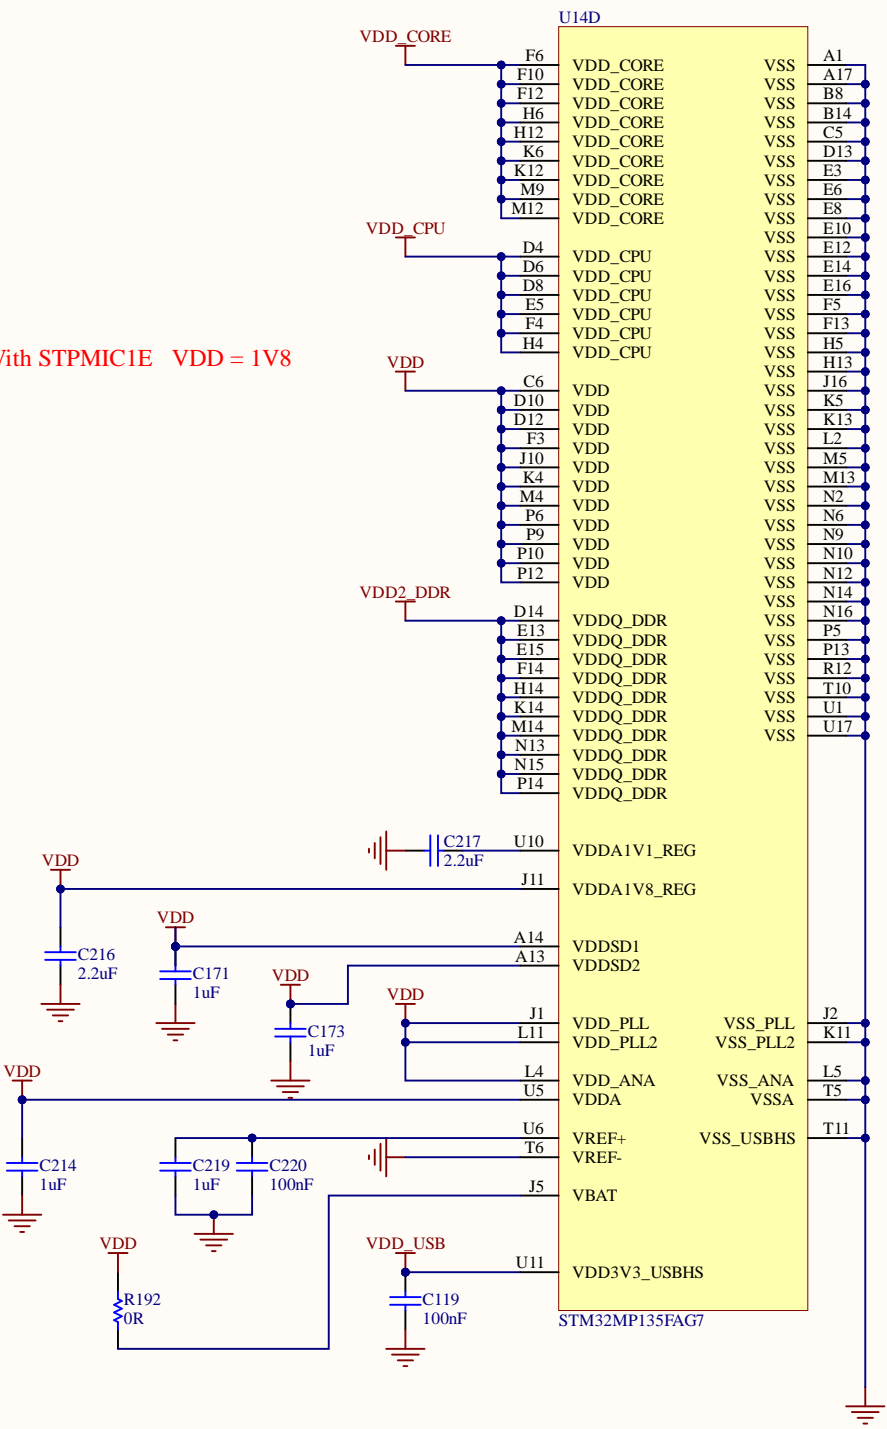 U14D
VDD_CORE
F6 VDD_CORE VSS A1
F10 VDD_CORE VSS A17
F12 VDD_CORE VSS B8
H6 VDD_CORE VSS B14
H12 VDD_CORE VSS C5
K6 VDD_CORE VSS D13
K12 VDD_CORE VSS E3
M9 VDD_CORE VSS E6
M12 VDD_CORE VSS E8
VDD_CPU VSS E10
D4 VDD_CPU VSS E12
D6 VDD_CPU VSS E14
D8 VDD_CPU VSS E16
E5 VDD_CPU VSS F5
F4 VDD_CPU VSS F13
H4 VDD_CPU VSS H5
With STPMIC1E VDD = 1V8
VDD VSS H13
C6 VDD VSS J16
D10 VDD VSS K5
D12 VDD VSS K13
F3 VDD VSS L2
J10 VDD VSS M5
K4 VDD VSS M13
M4 VDD VSS N2
P6 VDD VSS N6
P9 VDD VSS N9
P10 VDD VSS N10
P12 VDD VSS N12
VDD2_DDR VSS N14
D14 VDDQ_DDR VSS N16
E13 VDDQ_DDR VSS P5
E15 VDDQ_DDR VSS P13
F14 VDDQ_DDR VSS R12
H14 VDDQ_DDR VSS T10
K14 VDDQ_DDR VSS U1
M14 VDDQ_DDR VSS U17
N13 VDDQ_DDR
N15 VDDQ_DDR
P14 VDDQ_DDR
C217 U10 VDDA1V1_REG
2.2uF
VDD
J11 VDDA1V8_REG
VDD
A14 VDDSD1
C216 A13 VDDSD2
2.2uF
C171
1uF
VDD
VDD
J1 VDD_PLL VSS_PLL J2
C173
1uF
L11 VDD_PLL2 VSS_PLL2 K11
VDD
L4 VDD_ANA VSS_ANA L5
U5 VDDA VSSA T5
U6 VREF+ VSS_USBHS T11
T6 VREF-
C214
1uF
C219
1uF
C220
100nF
J5 VBAT
VDD
VDD_USB
U11 VDD3V3_USBHS
R192
0R
C119
100nF
STM32MP135FAG7